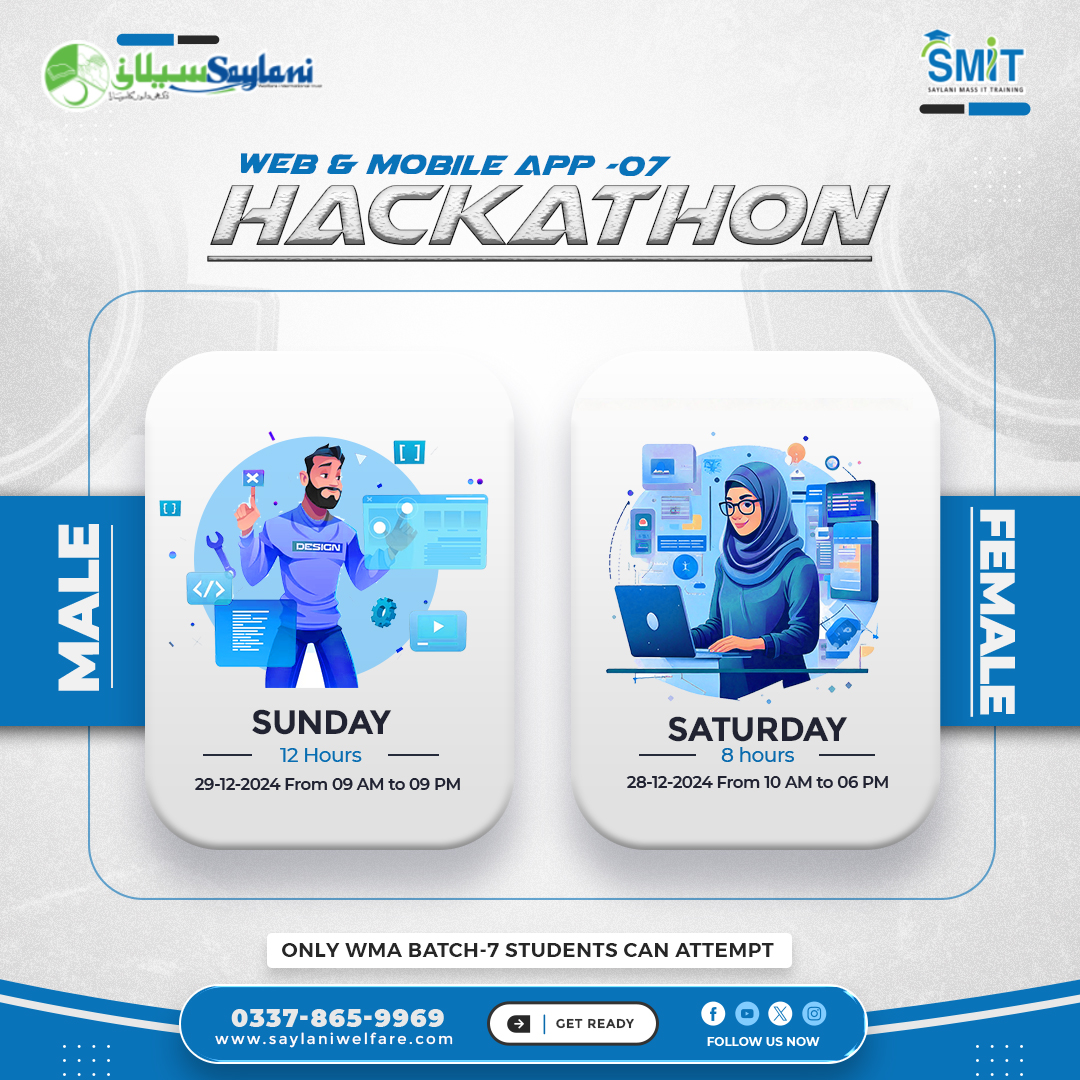 سیلانی Saylani
SMiT
SAYLANI MASS IT TRAINING
WEB & MOBILE APP -07
HACKATHON
MALE
[ ]
{ }
DESIGN
</>
SUNDAY
12 Hours
29-12-2024 From 09 AM to 09 PM
FEMALE
SATURDAY
8 hours
28-12-2024 From 10 AM to 06 PM
ONLY WMA BATCH-7 STUDENTS CAN ATTEMPT
0337-865-9969
www.saylaniwelfare.com
GET READY
FOLLOW US NOW